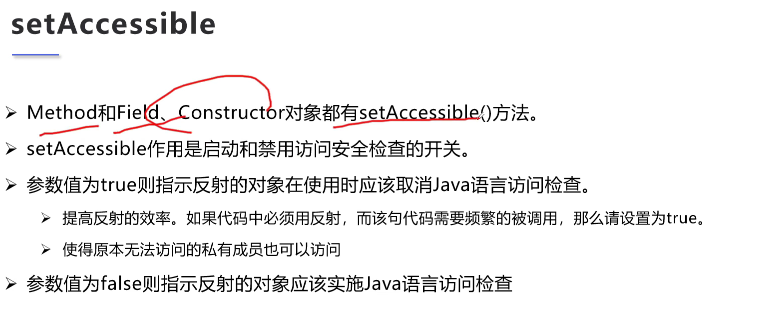 setAccessible
Method和Field、Constructor对象都有setAccessible()方法。
setAccessible作用是启动和禁用访问安全检查的开关。
参数值为true则指示反射的对象在使用时应该取消Java语言访问检查。
提高反射的效率。如果代码中必须用反射，而该句代码需要频繁的被调用，那么请设置为true。
使得原本无法访问的私有成员也可以访问
参数值为false则指示反射的对象应该实施Java语言访问检查